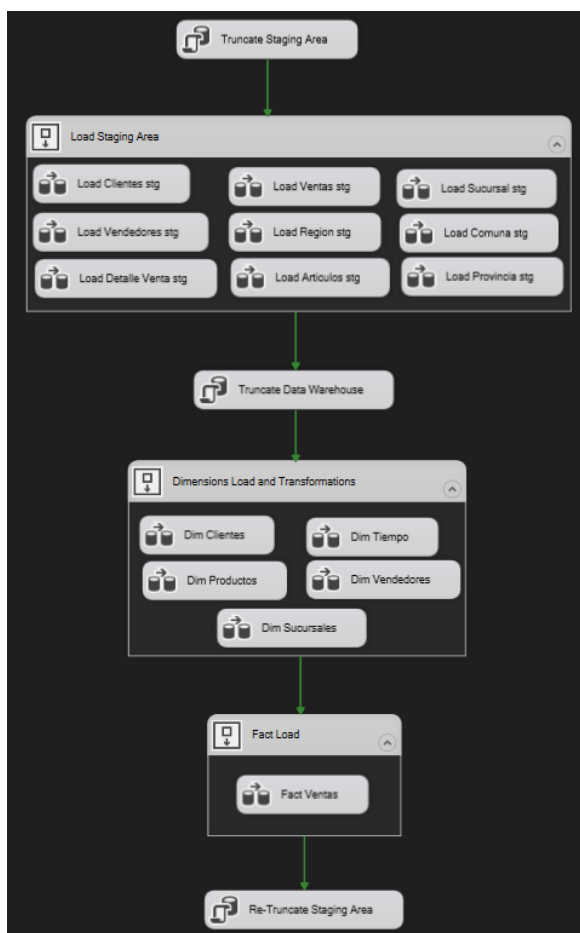 Truncate Staging Area
Load Staging Area
Load Clientes stg
Load Ventas stg
Load Sucursal stg
Load Vendedores stg
Load Region stg
Load Comuna stg
Load Detalle Venta stg
Load Articulos stg
Load Provincia stg
Truncate Data Warehouse
Dimensions Load and Transformations
Dim Clientes
Dim Tiempo
Dim Productos
Dim Vendedores
Dim Sucursales
Fact Load
Fact Ventas
Re-Truncate Staging Area